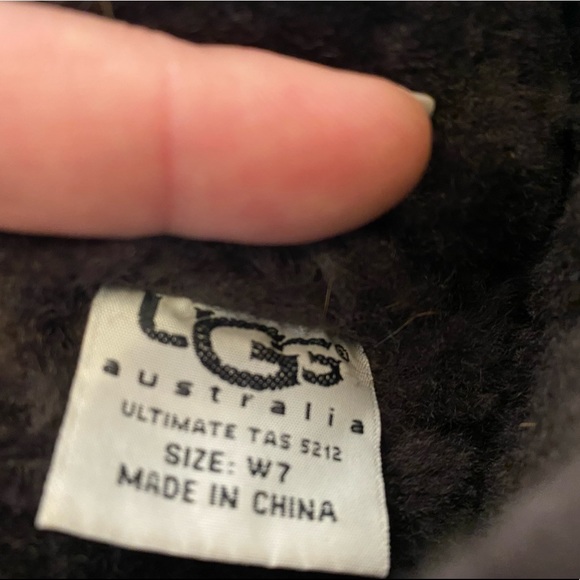 UGG®
australia
ULTIMATE TAS 5212
SIZE: W7
MADE IN CHINA